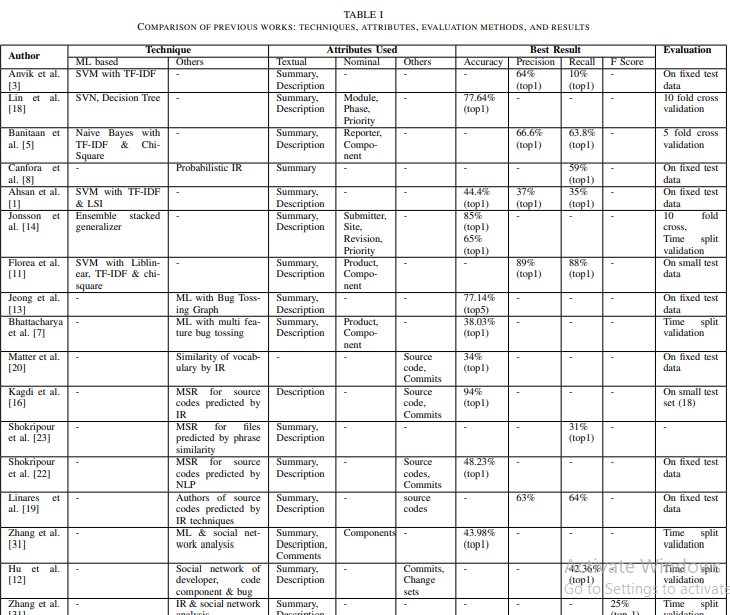 TABLE I
COMPARISON OF PREVIOUS WORKS: TECHNIQUES, ATTRIBUTES, EVALUATION METHODS, AND RESULTS
Author Technique Attributes Used Best Result Evaluation
ML based Others Textual Nominal Others Accuracy Precision Recall F Score
Anvik et al. SVM with TF-IDF - Summary, - - - 64% 10% - On fixed test
[3] Description (top1) (top1) data
Lin et al. SVN, Decision Tree - Summary, Module, - 77.64% - - - 10 fold cross
[18] Description Phase, (top1) validation
Priority
Banitaan et Naive Bayes with - Summary, Reporter, - - 66.6% 63.8% - 5 fold cross
al. [5] TF-IDF & Chi- Description Compo- (top1) (top1) validation
Square nent
Canfora et - Probabilistic IR Summary - - - - 59% - On fixed test
al. [8] (top1) data
Ahsan et al. SVM with TF-IDF - Summary, - - 44.4% 37% 35% - On fixed test
[1] & LSI Description (top1) (top1) (top1) data
Jonsson et Ensemble stacked - Summary, Submitter, - 85% - - - 10 fold
al. [14] generalizer Description Site, (top1) cross,
Revision, 65% Time split
Priority (top1) validation
Florea et al. SVM with Liblin- - Summary, Product, - - 89% 88% - On small test
[11] ear, TF-IDF & chi- Description Compo- (top1) (top1) data
square nent
Jeong et al. - ML with Bug Toss- Summary, - - 77.14% - - - On fixed test
[13] ing Graph Description (top5) data
Bhattacharya - ML with multi fea- Summary, Product, - 38.03% - - - Time split
et al. [7] ture bug tossing Description Compo- (top1) validation
nent
Matter et al. - Similarity of vocab- - - Source 34% - - - On fixed test
[20] ulary by IR code, (top1) data
Commits
Kagdi et al. - MSR for source Description - Source 94% - - - On small test
[16] codes predicted by code, (top1) set (18)
IR Commits
Shokripour - MSR for files Summary, - - - - 31% - -
et al. [23] predicted by phrase Description (top1)
similarity
Shokripour - MSR for source Summary, - Source 48.23% - - - On fixed test
et al. [22] codes predicted by Description codes, (top1) data
NLP Commits
Linares et - Authors of source Summary, - source - 63% 64% - On fixed test
al. [19] codes predicted by Description codes data
IR techniques
Zhang et al. - ML & social net- Summary, Components - 43.98% - - - Time split
[31] work analysis Description, (top1) validation
Comments
Hu et al. - Social network of Summary, - Commits, - - 42.36% - Time split
[12] developer, code Description Change (top1) validation
component & bug sets
Zhang et al. - IR & social network Summary, - - - - - 25% Time split
Activate Windows
Go to Settings to activate